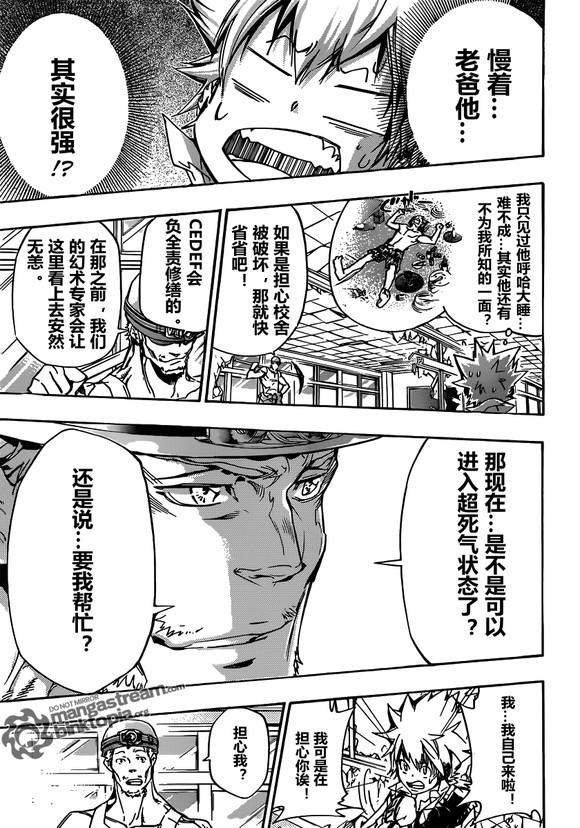 慢着…
老爸他…
其实很
强!?
我只见过他呼哈大睡…
难不成…其实他还有
不为我所知的一面?
如果是担心校舍
被破坏，那就快
省省吧！
CEDEF会
负全责修缮的。
在那之前，我们
的幻术专家会让
这里看上去安然
无恙。
那现在…是不是可以
进入超死气状态了？
还是说…要我帮忙？
我…我自己来啦！
我可是在
担心你诶！
担心我？
DO NOT MIRROR
mangastream.com
binktopia.org